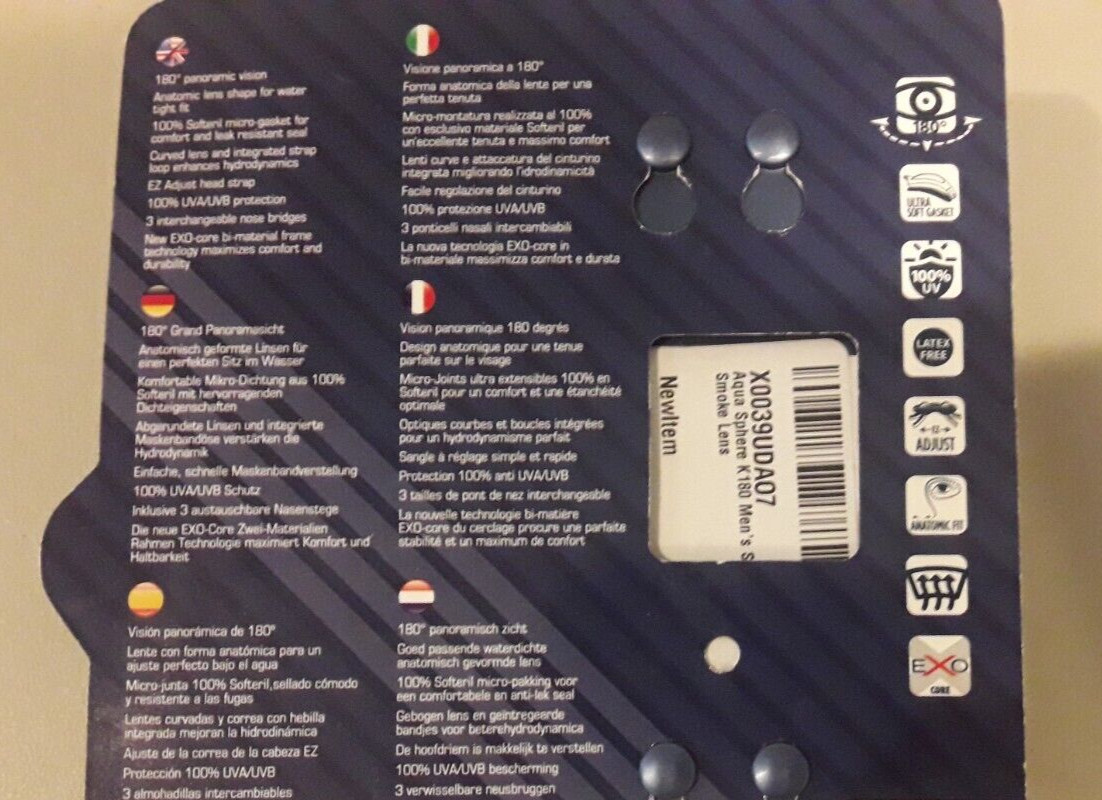 180° panoramic vision
Anatomic lens shape for water
tight fit
100% Softeril micro-gasket for
comfort and leak resistant seal
Curved lens and integrated strap
loop enhances hydrodynamics
EZ Adjust head strap
100% UVA/UVB protection
3 interchangeable nose bridges
New EXO-core bi-material frame
technology maximizes comfort and
durability
Visione panoramica a 180°
Forma anatomica della lente per una
perfetta tenuta
Micro-montatura realizzata al 100%
con esclusivo materiale Softeril per
un'eccellente tenuta e massimo comfort
Lenti curve e attaccatura del cinturino
integrata migliorando l'idrodinamicità
Facile regolazione del cinturino
100% protezione UVA/UVB
3 ponticelli nasali intercambiabili
La nuova tecnologia EXO-core in
bi-materiale massimizza comfort e durata
180° Grand Panoramasicht
Anatomisch geformte Linsen für
einen perfekten Sitz im Wasser
Komfortable Mikro-Dichtung aus 100%
Softeril mit hervorragenden
Dichteigenschaften
Abgerundete Linsen und integrierte
Maskenbandöse verstärken die
Hydrodynamik
Einfache, schnelle Maskenbandverstellung
100% UVA/UVB Schutz
Inklusive 3 austauschbare Nasenstege
Die neue EXO-Core Zwei-Materialien
Rahmen Technologie maximiert Komfort und
Haltbarkeit
Vision panoramique 180 degrés
Design anatomique pour une tenue
parfaite sur le visage
Micro-Joints ultra extensibles 100% en
Softeril pour un confort et une étanchéité
optimale
Optiques courbes et boucles intégrées
pour un hydrodynamisme parfait
Sangle à réglage simple et rapide
Protection 100% anti UVA/UVB
3 tailles de pont de nez interchangeable
La nouvelle technologie bi-matière
EXO-core du cerclage procure une parfaite
stabilité et un maximum de confort
Visión panorámica de 180°
Lente con forma anatómica para un
ajuste perfecto bajo el agua
Micro-junta 100% Softeril,sellado cómodo
y resistente a las fugas
Lentes curvadas y correa con hebilla
integrada mejoran la hidrodinámica
Ajuste de la correa de la cabeza EZ
Protección 100% UVA/UVB
3 almohadillas intercambiables
180° panoramisch zicht
Goed passende waterdichte
anatomisch gevormde lens
100% Softeril micro-pakking voor
een comfortabele en anti-lek seal
Gebogen lens en geintregeerde
bandjes voor beterehydrodynamica
De hoofdriem is makkelijk te verstellen
100% UVA/UVB bescherming
3 verwisselbare neusbruggen
X0039UDA07
Aqua Sphere K180 Men's S
Smoke Lens
NewItem
180°
ULTRA
SOFT GASKET
100%
UV
LATEX
FREE
EZ
ADJUST
ANATOMIC FIT
EXO
CORE